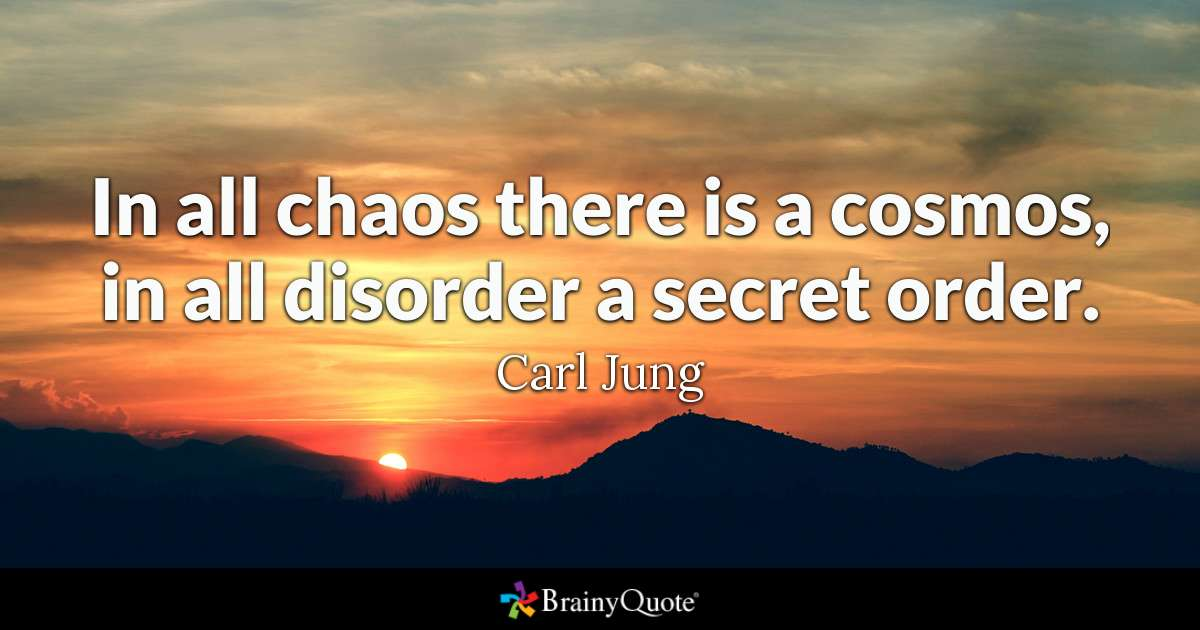 In all chaos there is a cosmos,
in all disorder a secret order.
Carl Jung
BrainyQuote®